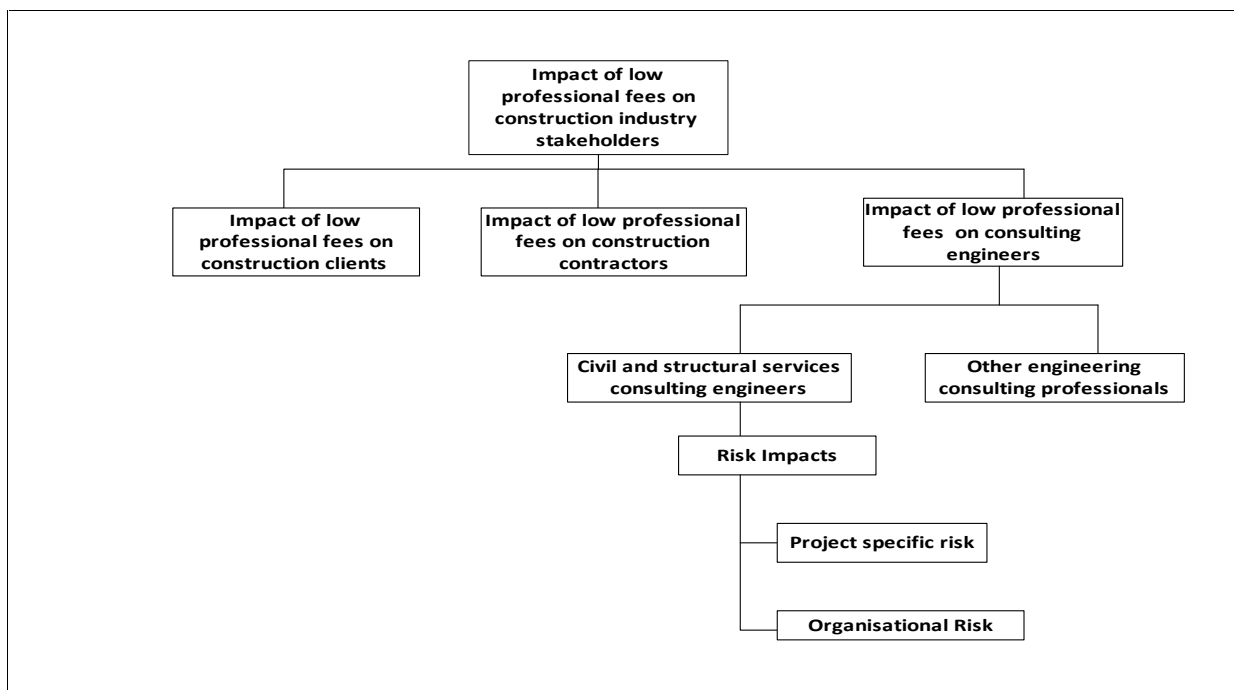 Impact of low
professional fees on
construction industry
stakeholders
Impact of low
professional fees on
construction clients
Impact of low professional
fees on construction
contractors
Impact of low professional
fees on consulting
engineers
Civil and structural services
consulting engineers
Other engineering
consulting professionals
Risk Impacts
Project specific risk
Organisational Risk